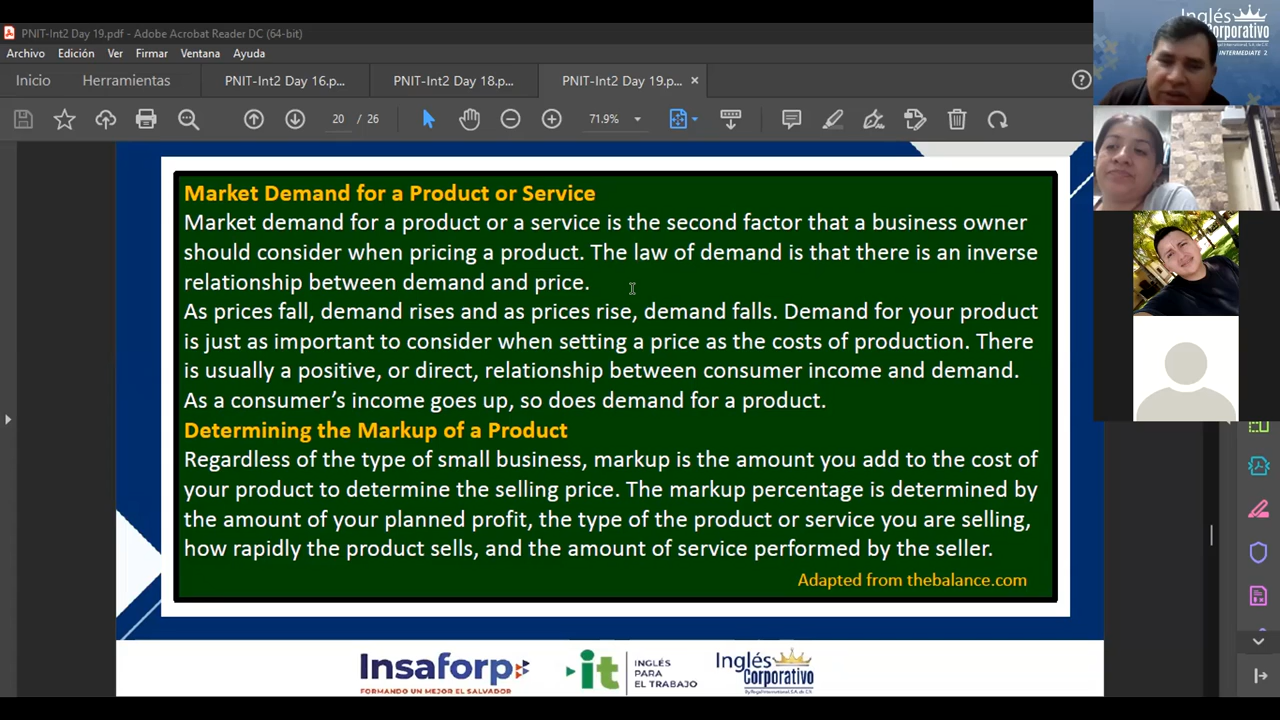 PNIT-Int2 Day 19.pdf - Adobe Acrobat Reader DC (64-bit)
Archivo Edición Ver Firmar Ventana Ayuda
Inicio Herramientas PNIT-Int2 Day 16.p... PNIT-Int2 Day 18.p... PNIT-Int2 Day 19.p... ×
20 / 26 71.9%
Market Demand for a Product or Service
Market demand for a product or a service is the second factor that a business owner
should consider when pricing a product. The law of demand is that there is an inverse
relationship between demand and price.
As prices fall, demand rises and as prices rise, demand falls. Demand for your product
is just as important to consider when setting a price as the costs of production. There
is usually a positive, or direct, relationship between consumer income and demand.
As a consumer’s income goes up, so does demand for a product.
Determining the Markup of a Product
Regardless of the type of small business, markup is the amount you add to the cost of
your product to determine the selling price. The markup percentage is determined by
the amount of your planned profit, the type of the product or service you are selling,
how rapidly the product sells, and the amount of service performed by the seller.
Adapted from thebalance.com
Insaforp
FORMANDO UN MEJOR EL SALVADOR
it
INGLÉS
PARA
EL TRABAJO
Inglés
Corporativo
Inglés
Corporativo
INTERMEDIATE 2